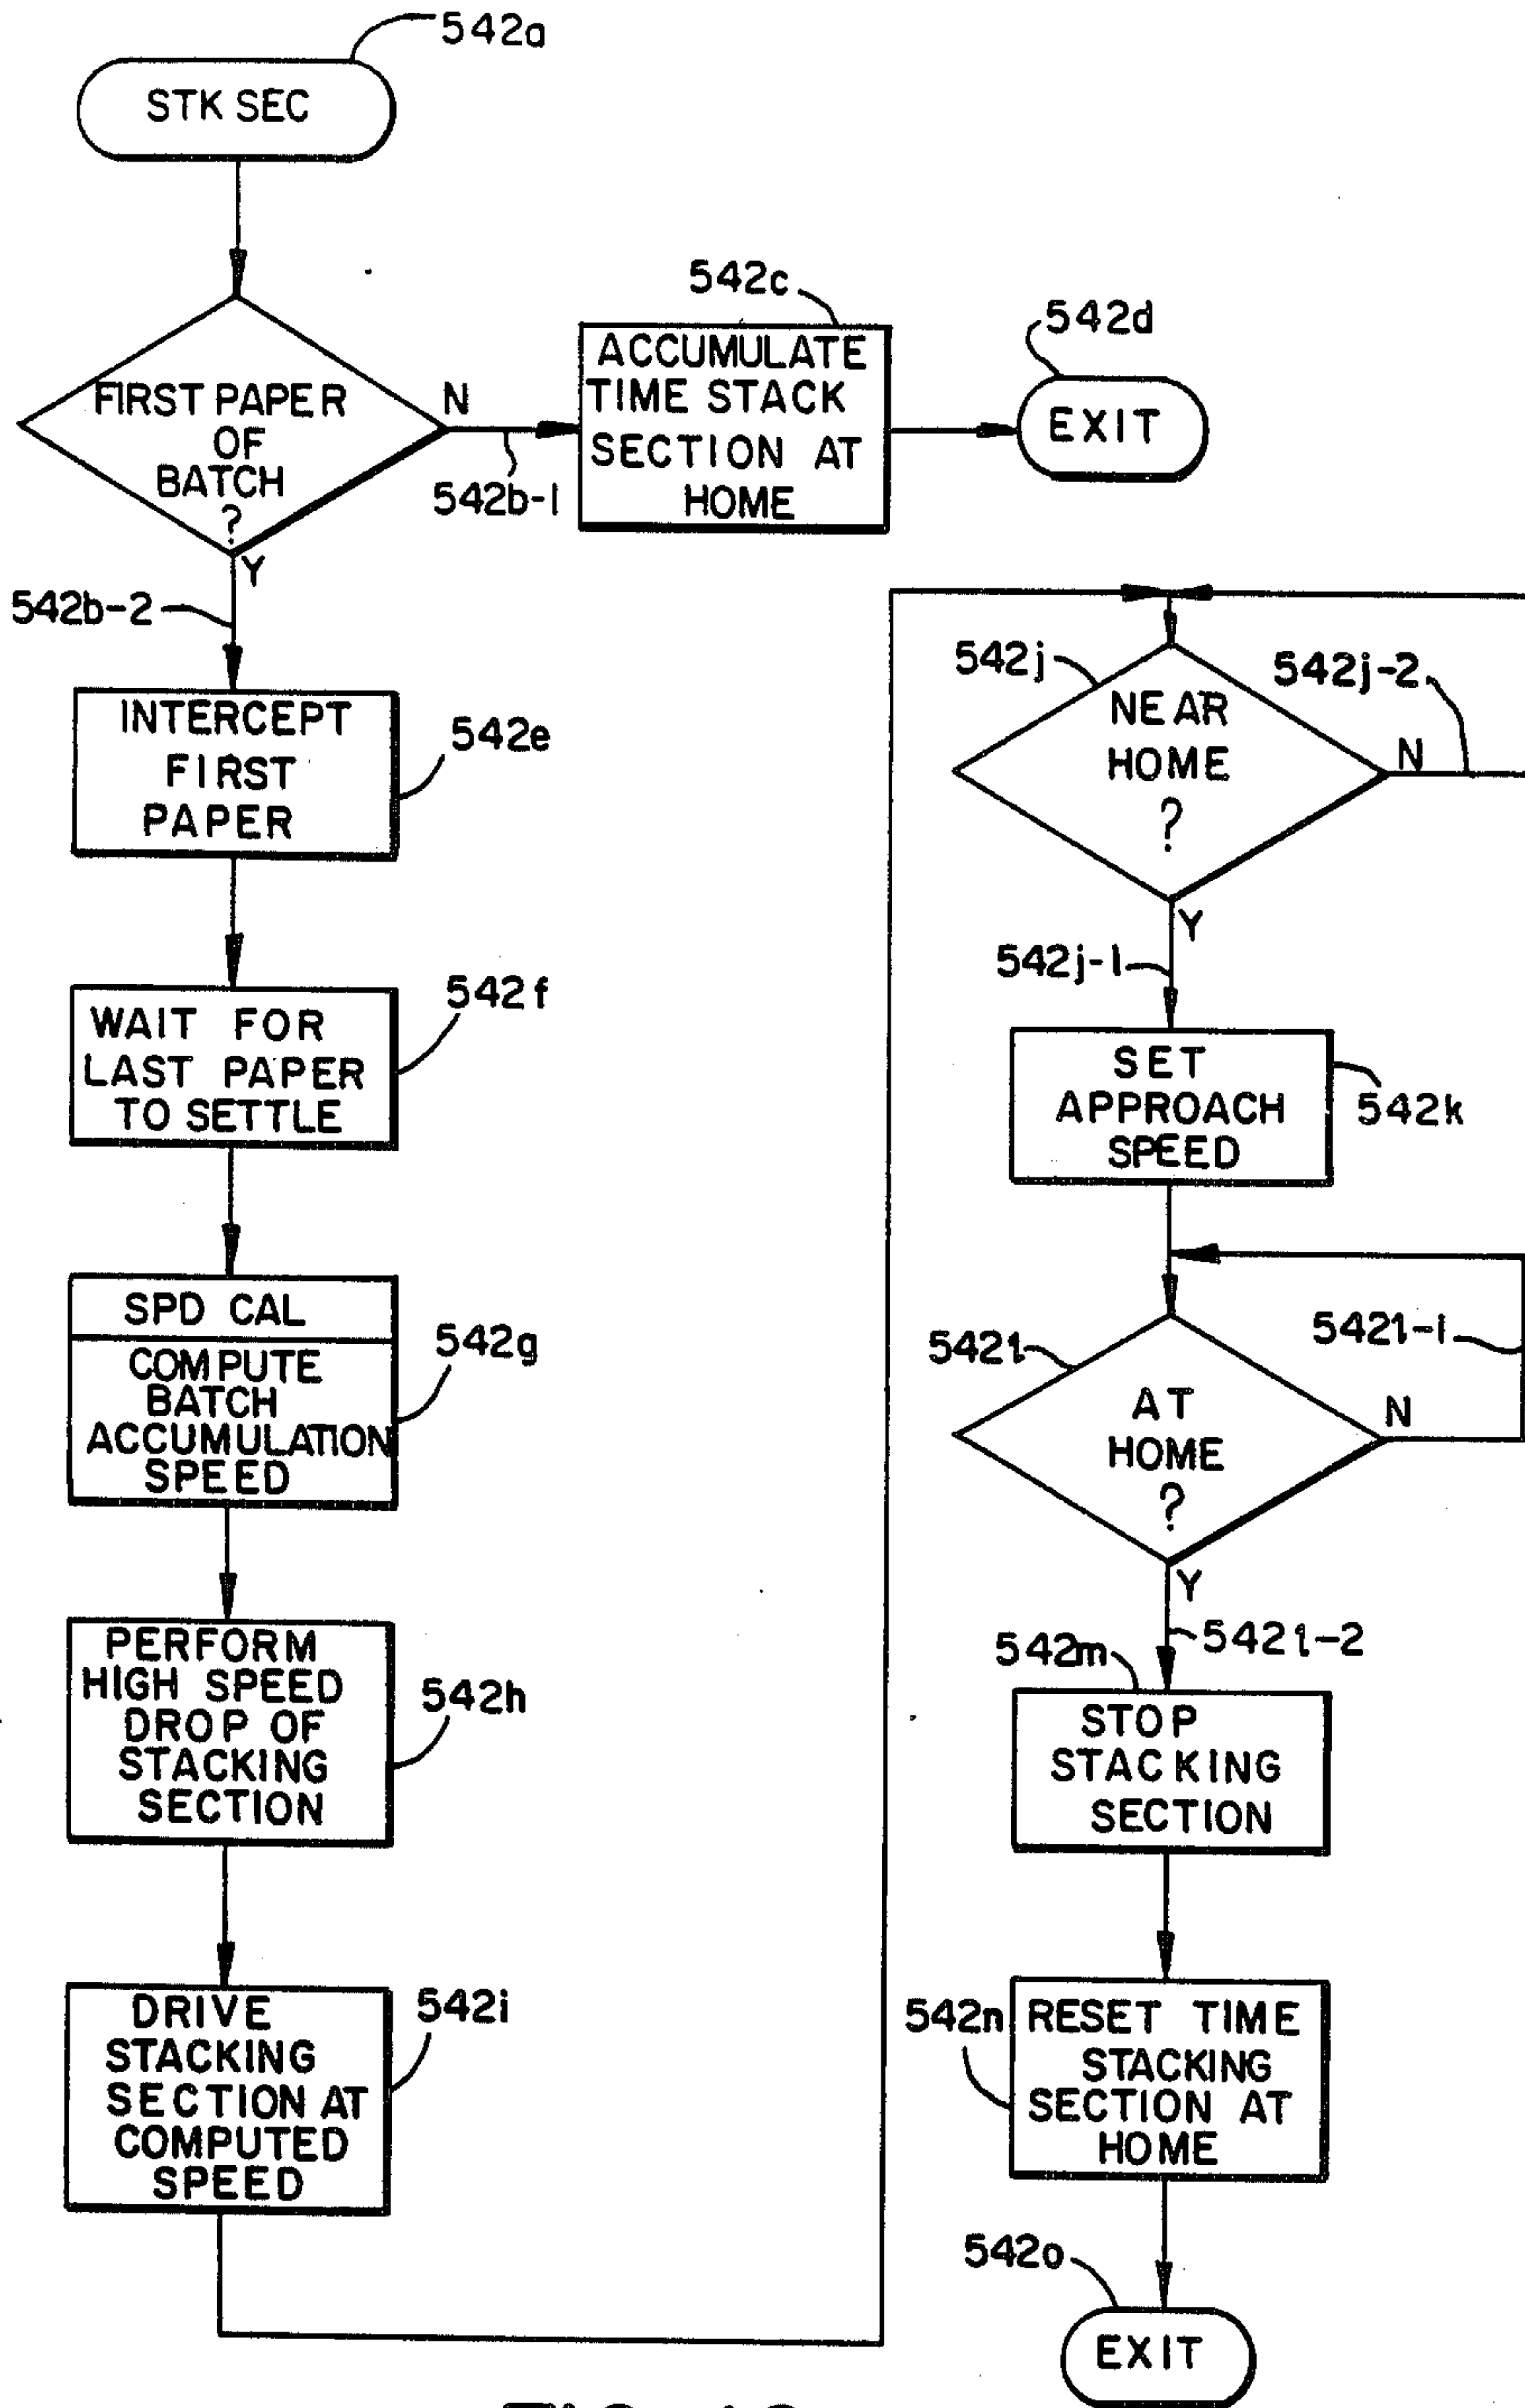 542a
STK SEC
FIRST PAPER
OF
BATCH
?
N
542b-1
Y
542b-2
542c
ACCUMULATE
TIME STACK
SECTION AT
HOME
542d
EXIT
INTERCEPT
FIRST
PAPER
542e
WAIT FOR
LAST PAPER
TO SETTLE
542f
SPD CAL
COMPUTE
BATCH
ACCUMULATION
SPEED
542g
PERFORM
HIGH SPEED
DROP OF
STACKING
SECTION
542h
DRIVE
STACKING
SECTION AT
COMPUTED
SPEED
542i
542j
NEAR
HOME
?
N
542j-2
Y
542j-1
SET
APPROACH
SPEED
542k
542l
AT
HOME
?
N
542l-1
Y
542l-2
542m
STOP
STACKING
SECTION
542n
RESET TIME
STACKING
SECTION AT
HOME
542o
EXIT